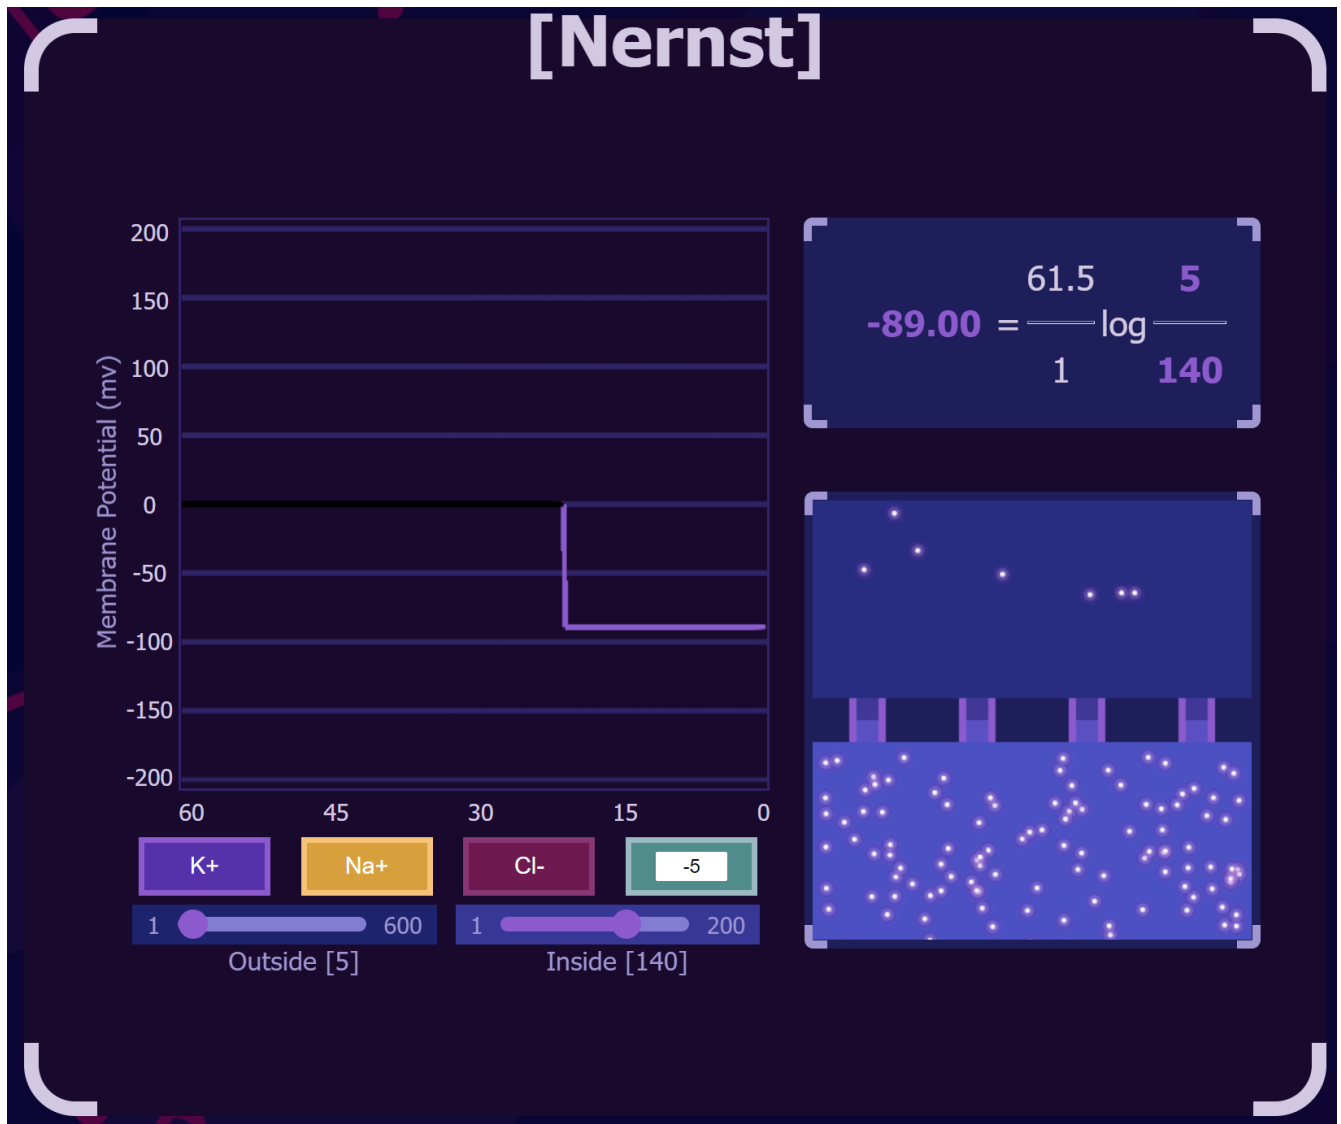 [Nernst]
200
150
100
50
0
-50
-100
-150
-200
Membrane Potential (mv)
60 45 30 15 0
K+ Na+ Cl- -5
1 600 1 200
Outside [5] Inside [140]
61.5 5
-89.00 = log
1 140